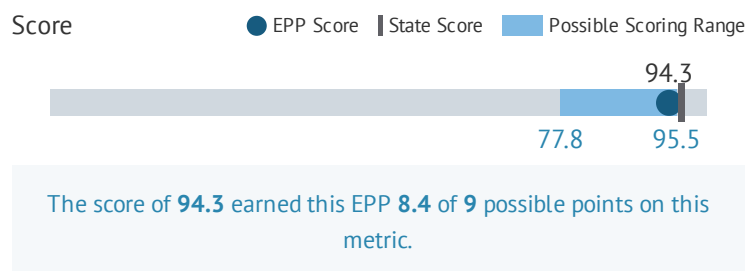 Score EPP Score State Score Possible Scoring Range
94.3
77.8 95.5
The score of 94.3 earned this EPP 8.4 of 9 possible points on this
metric.